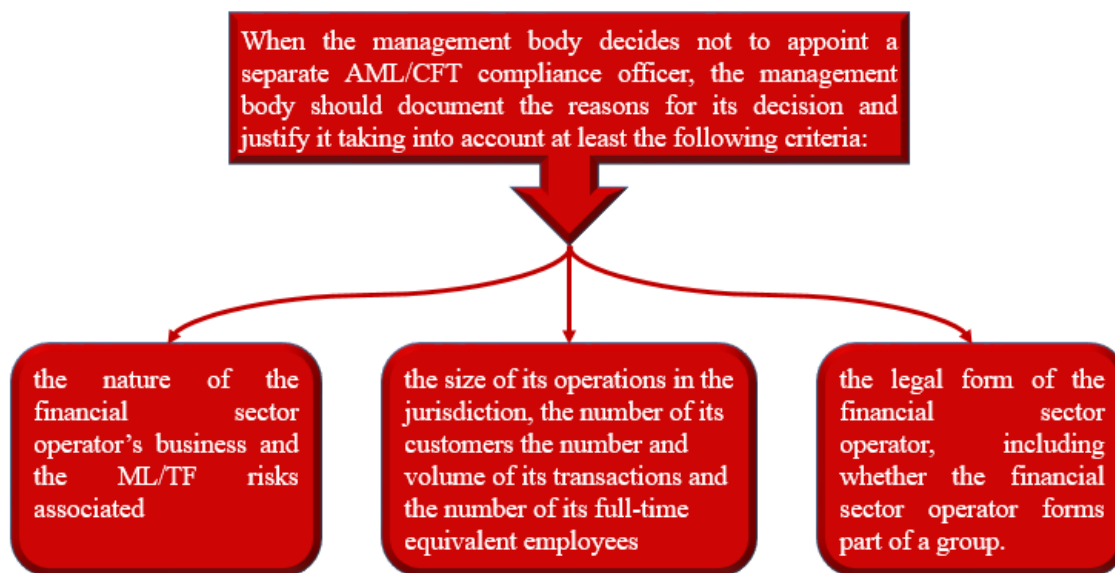 When the management body decides not to appoint a
separate AML/CFT compliance officer, the management
body should document the reasons for its decision and
justify it taking into account at least the following criteria:
the nature of the
financial sector
operator’s business and
the ML/TF risks
associated
the size of its operations in the
jurisdiction, the number of its
customers the number and
volume of its transactions and
the number of its full-time
equivalent employees
the legal form of the
financial sector
operator, including
whether the financial
sector operator forms
part of a group.